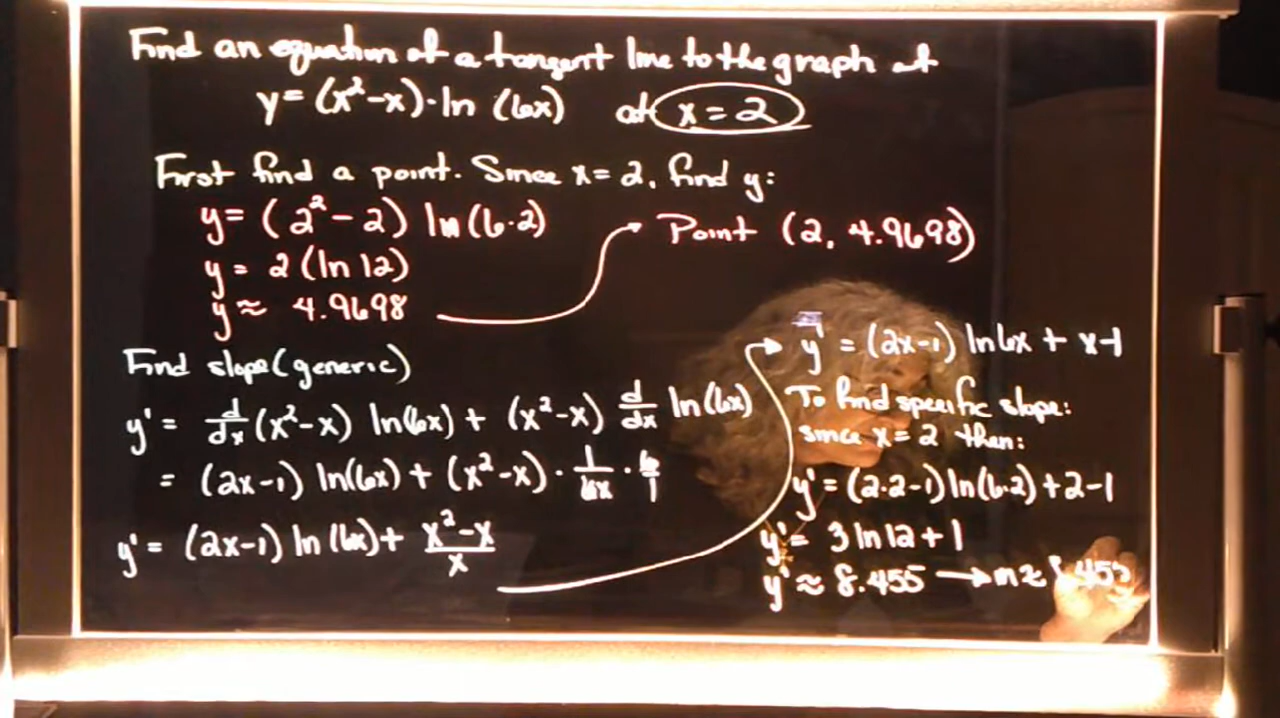 Find an equation of a tangent line to the graph at
y = (x² - x) · ln (6x) at x = 2
First find a point. Since x = 2, find y:
y = (2² - 2) ln (6·2)
y = 2 (ln 12)
y ≈ 4.9698
Point (2, 4.9698)
Find slope (generic)
y' = d/dx (x² - x) ln(6x) + (x² - x) d/dx ln (6x)
= (2x - 1) ln(6x) + (x² - x) · 1/6x · 6/1
y' = (2x - 1) ln (6x) + x² - x / x
y' = (2x - 1) ln 6x + x - 1
To find specific slope:
since x = 2 then:
y' = (2·2 - 1) ln (6·2) + 2 - 1
y' = 3 ln 12 + 1
y' ≈ 8.455 → m ≈ 8.455